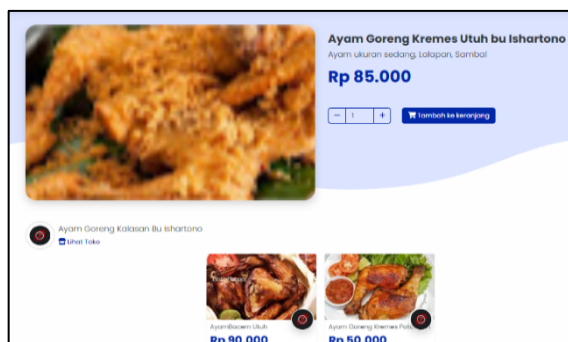 Ayam Goreng Kremes Utuh bu Ishartono
Ayam ukuran sedang, Lalapan, Sambal
Rp 85.000
− 1 +
Tambah ke keranjang
Ayam Goreng Kalasan Bu Ishartono
Lihat Toko
AyamBacem Utuh
Rp 90.000
Ayam Goreng Kremes
Rp 50.000